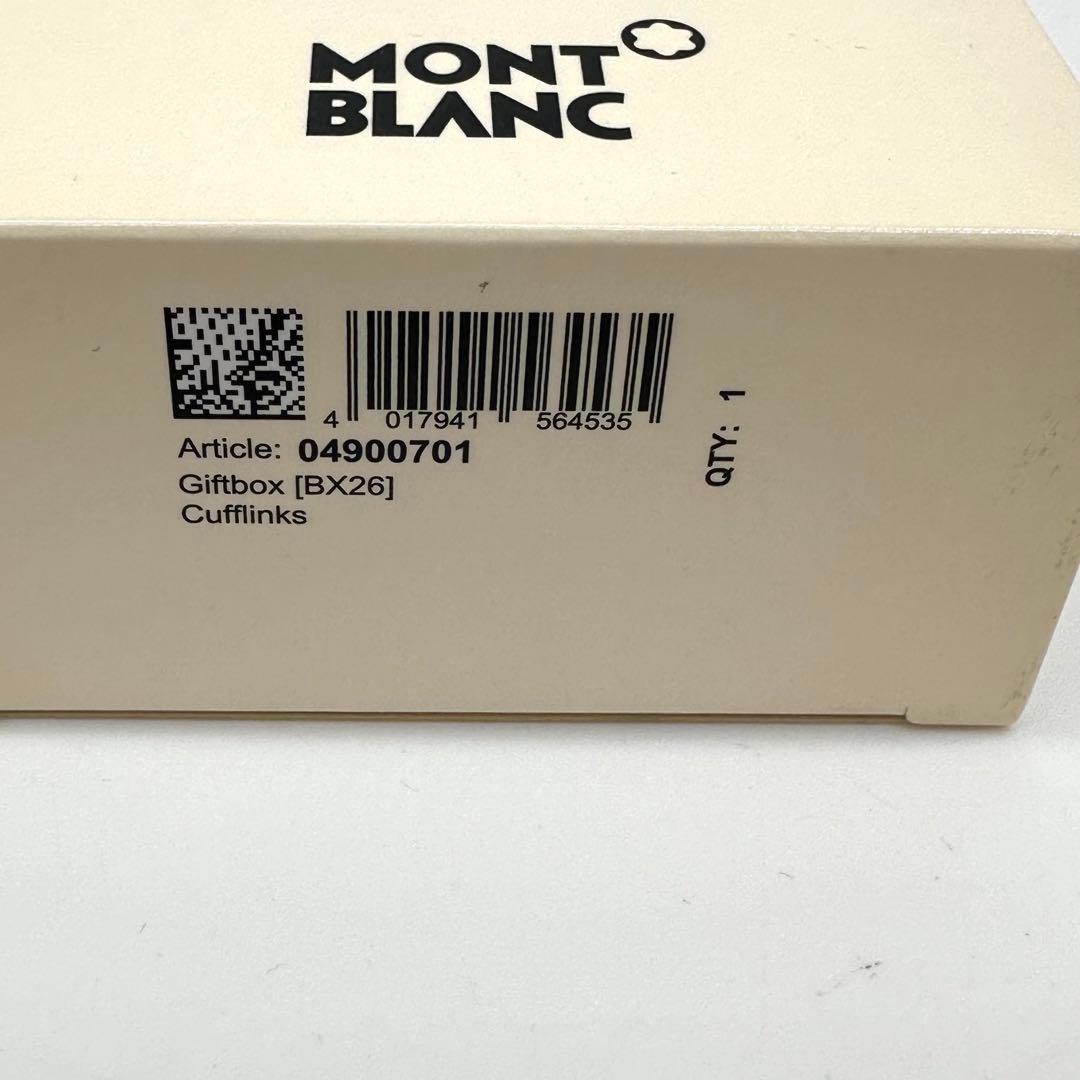 MONT
BLANC
4 017941 564535
Article: 04900701
Giftbox [BX26]
Cufflinks
QTY: 1